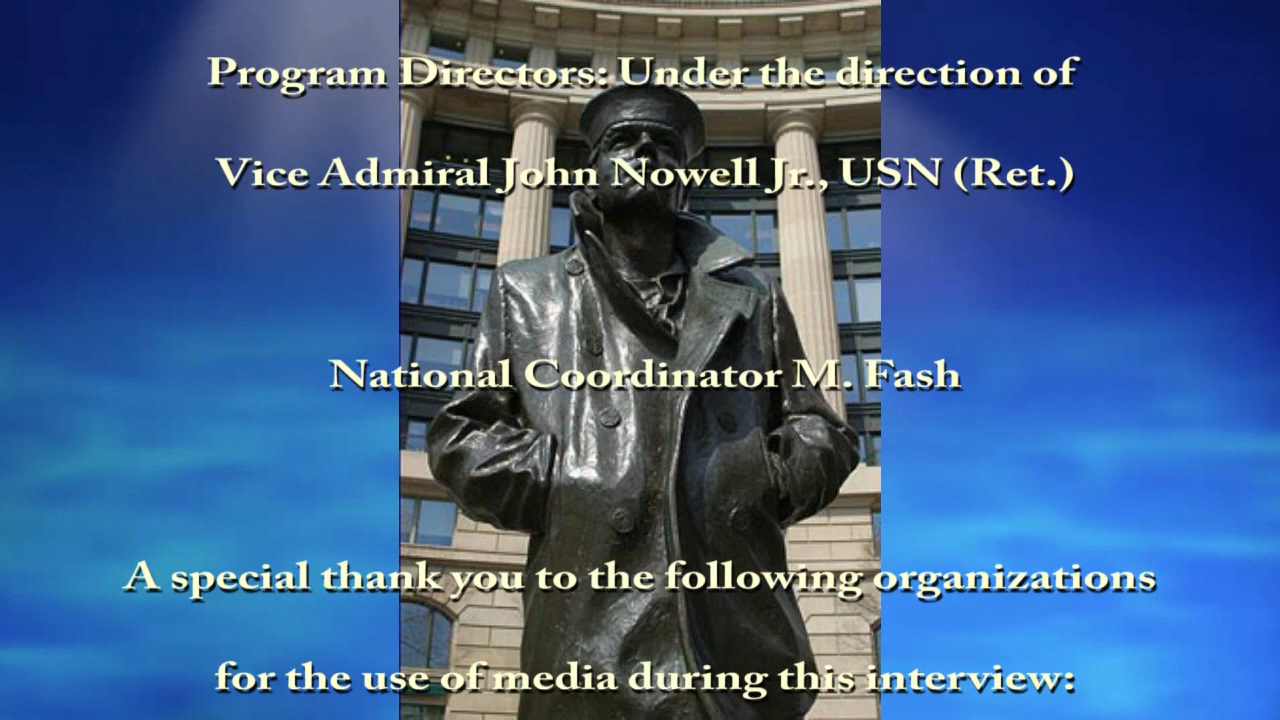 Program Directors: Under the direction of
Vice Admiral John Nowell Jr., USN (Ret.)
National Coordinator M. Fash
A special thank you to the following organizations
for the use of media during this interview: